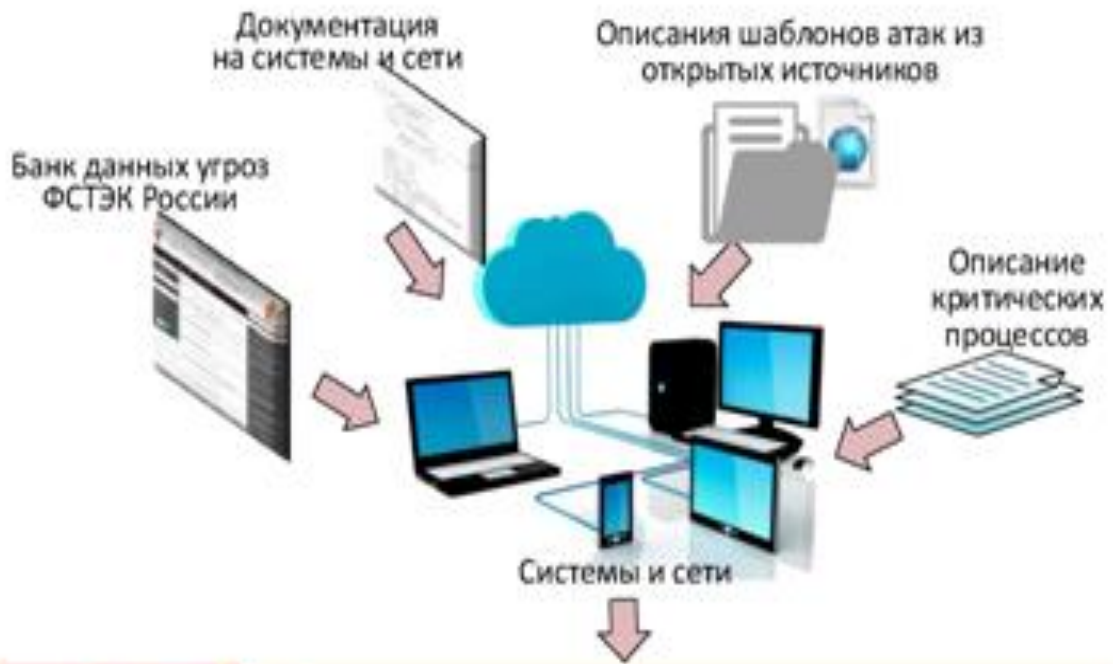 Документация
на системы и сети
Описания шаблонов атак из
открытых источников
Банк данных угроз
ФСТЭК России
Описание
критических
процессов
Системы и сети